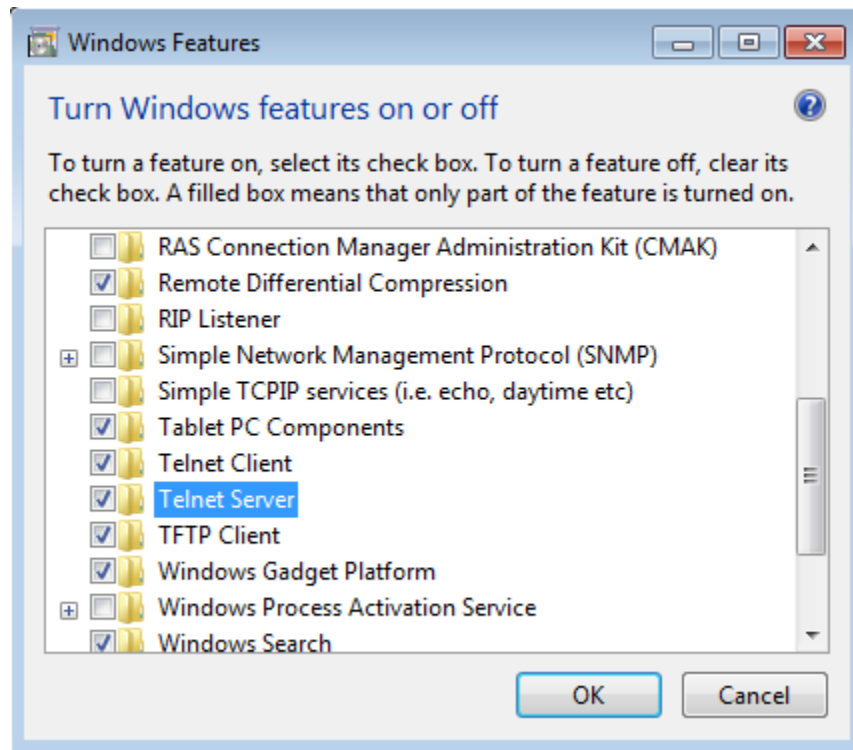 Windows Features
Turn Windows features on or off
To turn a feature on, select its check box. To turn a feature off, clear its
check box. A filled box means that only part of the feature is turned on.
RAS Connection Manager Administration Kit (CMAK)
Remote Differential Compression
RIP Listener
Simple Network Management Protocol (SNMP)
Simple TCPIP services (i.e. echo, daytime etc)
Tablet PC Components
Telnet Client
Telnet Server
TFTP Client
Windows Gadget Platform
Windows Process Activation Service
Windows Search
OK Cancel